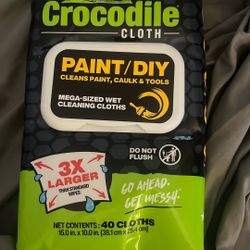 Crocodile
CLOTH
PAINT/DIY
CLEANS PAINT, CAULK & TOOLS
MEGA-SIZED WET
CLEANING CLOTHS
DO NOT
FLUSH
3X
LARGER
THAN STANDARD
WIPES
GO AHEAD.
GET MESSY.
NET CONTENTS: 40 CLOTHS
15.0 in x 10.0 in (38.1 cm x 25.4 cm)